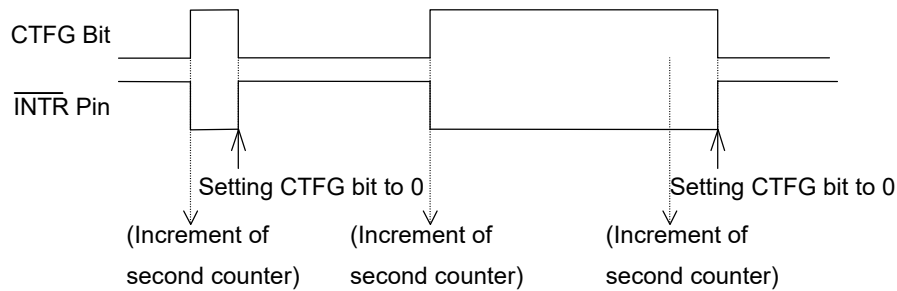 CTFG Bit
INTR Pin
Setting CTFG bit to 0
Setting CTFG bit to 0
(Increment of
second counter)
(Increment of
second counter)
(Increment of
second counter)